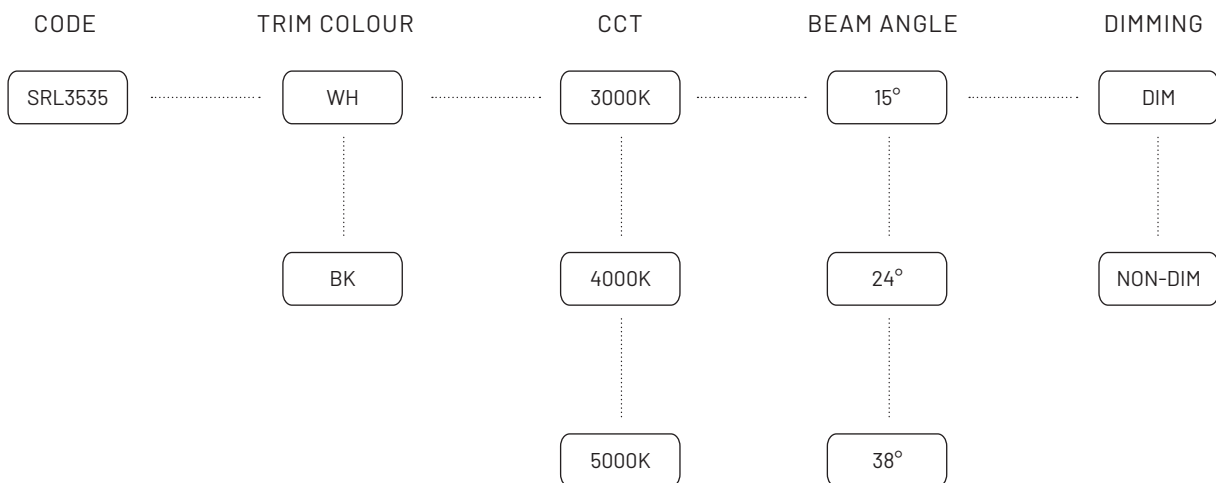 CODE TRIM COLOUR CCT BEAM ANGLE DIMMING
SRL3535 WH 3000K 15° DIM
BK 4000K 24° NON-DIM
5000K 38°